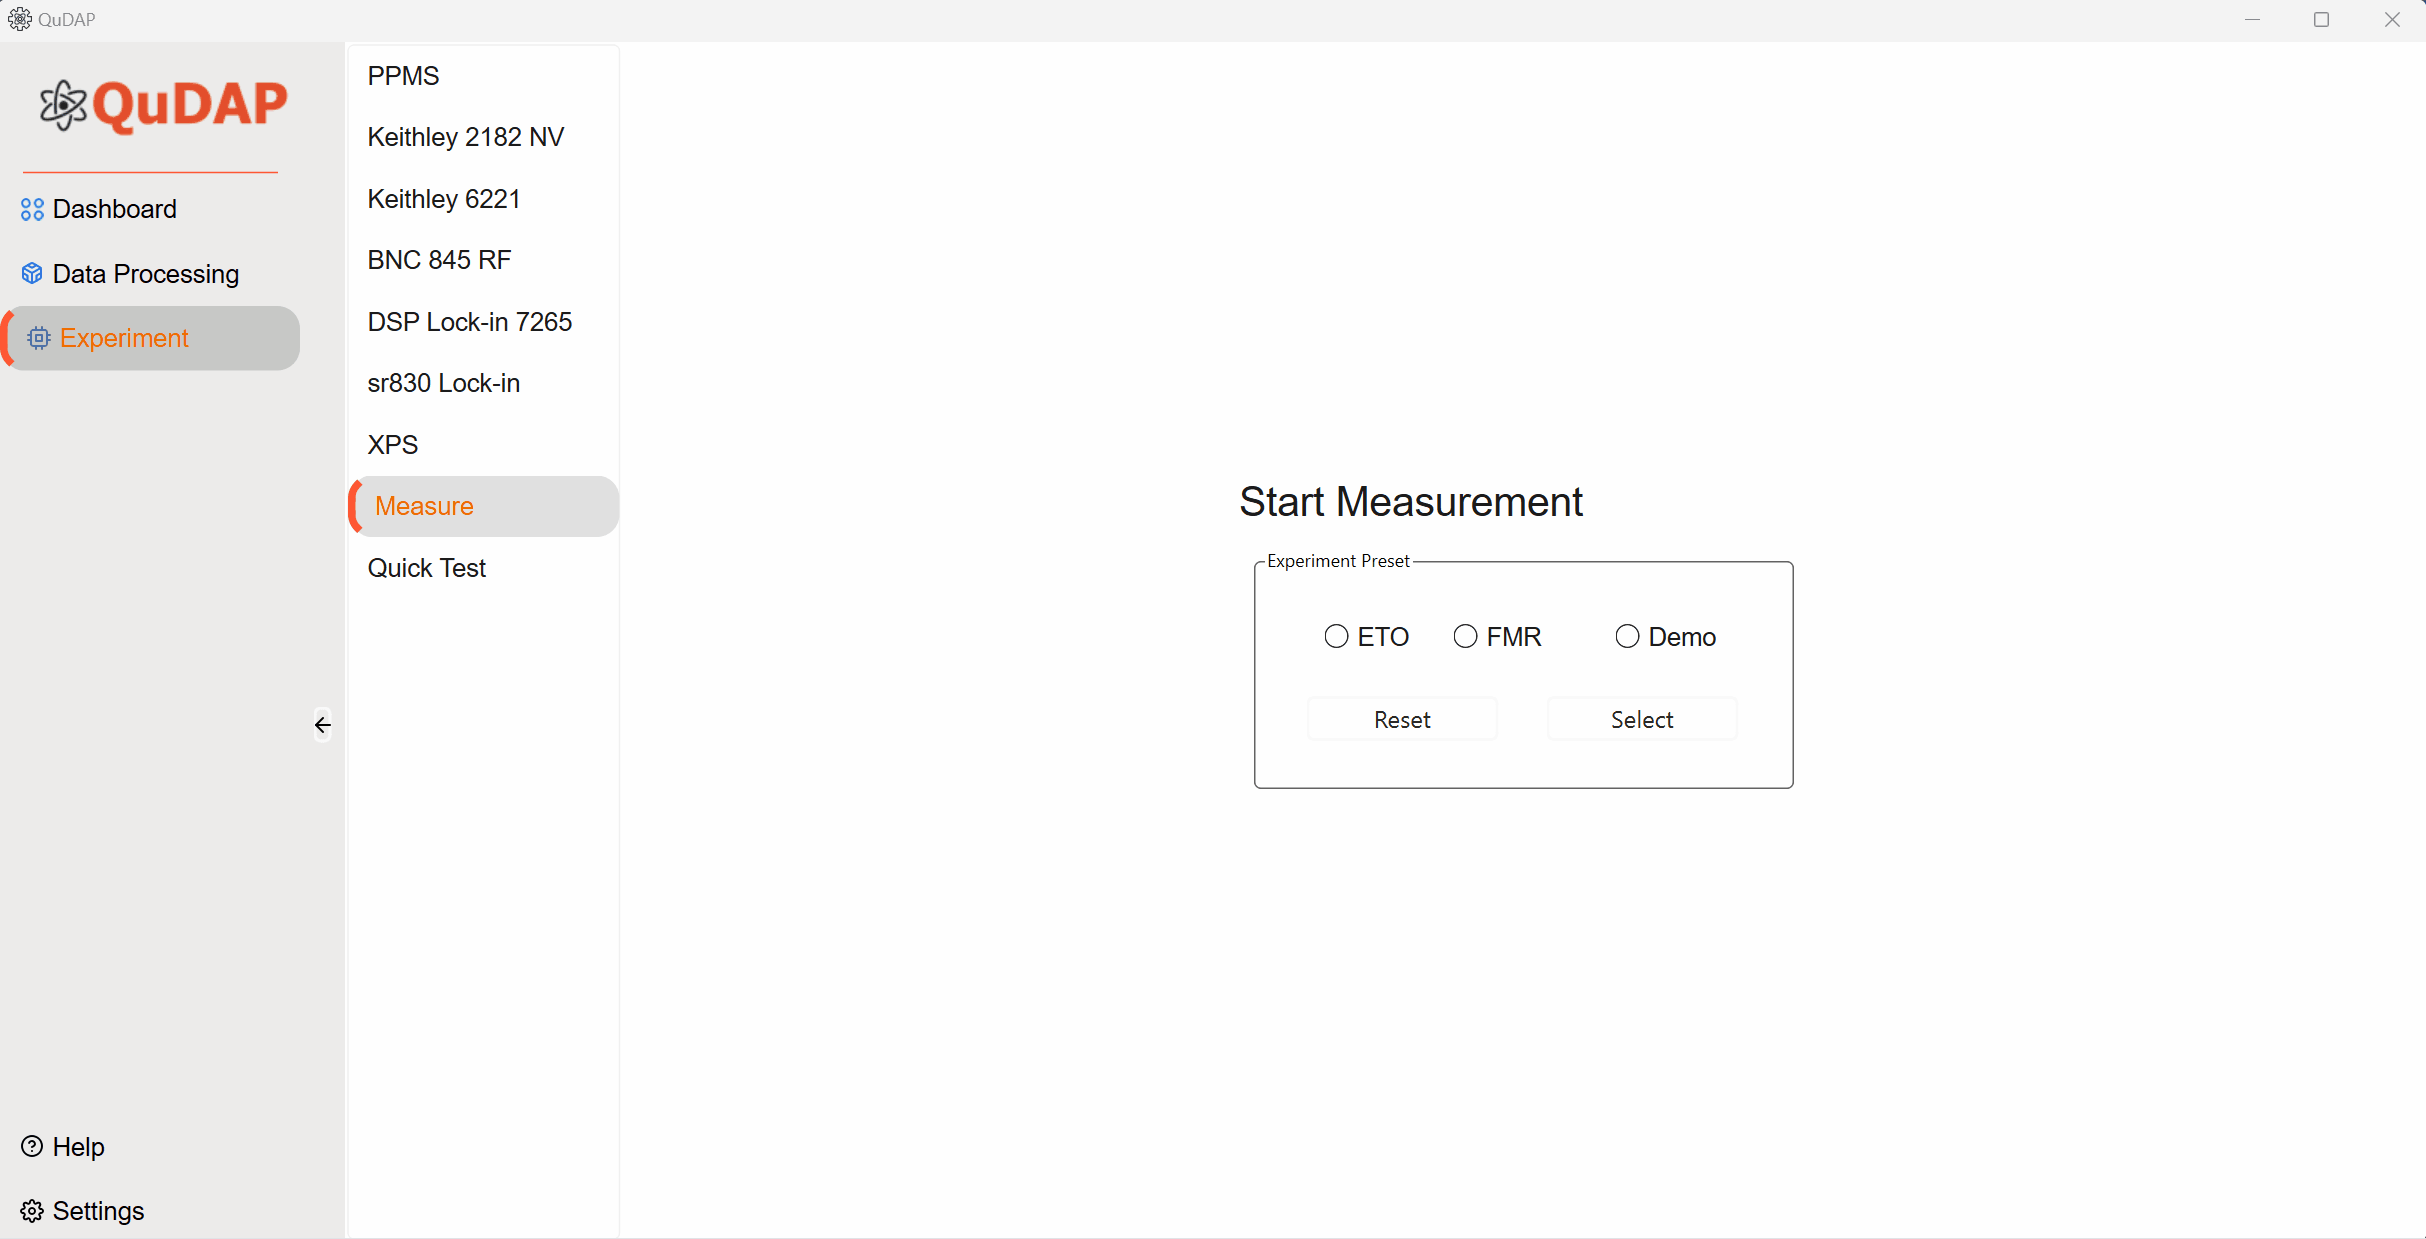 QuDAP
QuDAP
Dashboard
Data Processing
Experiment
Help
Settings
PPMS
Keithley 2182 NV
Keithley 6221
BNC 845 RF
DSP Lock-in 7265
sr830 Lock-in
XPS
Measure
Quick Test
Start Measurement
Experiment Preset
ETO FMR Demo
Reset Select